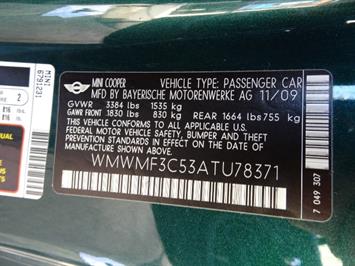 MINI
6791231
2
MINI COOPER
VEHICLE TYPE: PASSENGER CAR
MFD BY BAYERISCHE MOTORENWERKE AG 11/09
GVWR 3384 lbs 1535 kg
GAWR FRONT 1830 lbs 830 kg REAR 1664 lbs 755 kg
THIS VEHICLE CONFORMS TO ALL APPLICABLE
FEDERAL MOTOR VEHICLE SAFETY, BUMPER,
AND THEFT PREVENTION STANDARDS IN EFFECT
ON THE DATE OF MANUFACTURE SHOWN ABOVE.
WMWMF3C53ATU78371
7 049 307